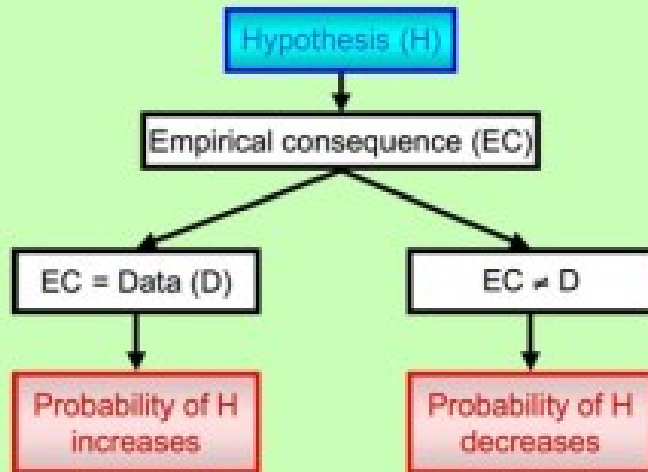 Hypothesis (H)
Empirical consequence (EC)
EC = Data (D)
EC ≠ D
Probability of H
increases
Probability of H
decreases